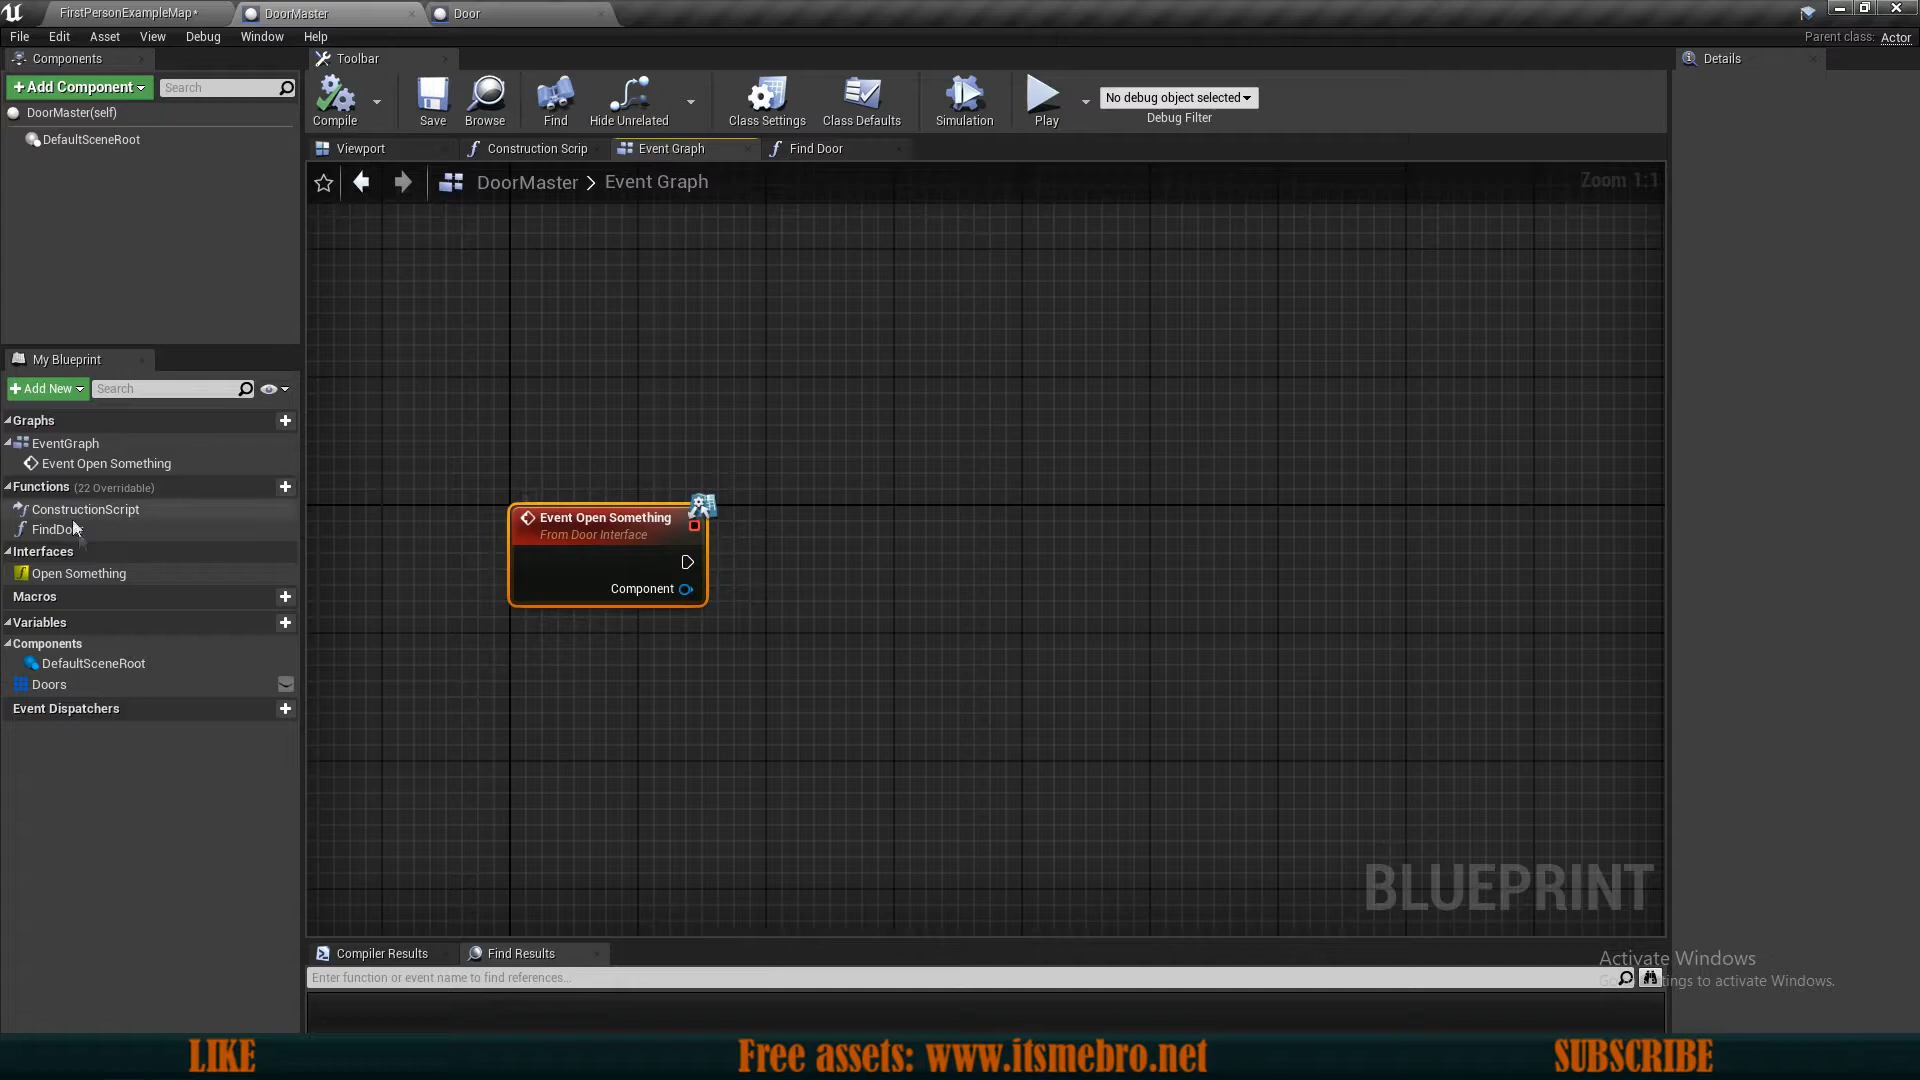 FirstPersonExampleMap*
DoorMaster
Door
File Edit Asset View Debug Window Help
Parent class: Actor
Components
Toolbar
Details
+Add Component
Search
DoorMaster(self)
DefaultSceneRoot
Compile
Save
Browse
Find
Hide Unrelated
Class Settings
Class Defaults
Simulation
Play
No debug object selected
Debug Filter
Viewport
Construction Scrip
Event Graph
Find Door
DoorMaster > Event Graph
Zoom 1:1
My Blueprint
+Add New
Search
Graphs
EventGraph
Event Open Something
Functions (22 Overridable)
ConstructionScript
Interfaces
Open Something
Macros
Variables
Components
DefaultSceneRoot
Doors
Event Dispatchers
Event Open Something
From Door Interface
Component
BLUEPRINT
Compiler Results
Find Results
Enter function or event name to find references...
Activate Windows
to activate Windows.
LIKE
Free assets: www.itsmebro.net
SUBSCRIBE